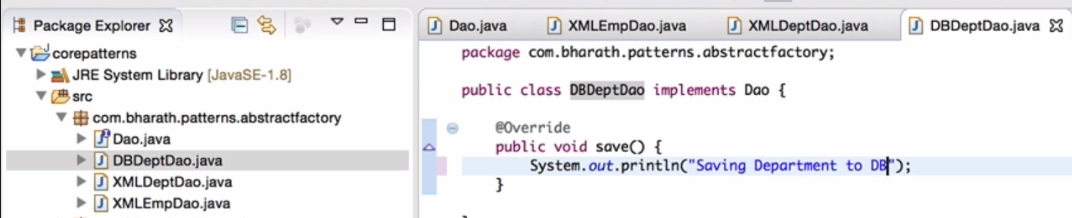 Package Explorer
corepatterns
JRE System Library [JavaSE-1.8]
src
com.bharath.patterns.abstractfactory
Dao.java
DBDeptDao.java
XMLDeptDao.java
XMLEmpDao.java
Dao.java XMLEmpDao.java XMLDeptDao.java DBDeptDao.java
package com.bharath.patterns.abstractfactory;
public class DBDeptDao implements Dao {
@Override
public void save() {
System.out.println("Saving Department to DB");
}